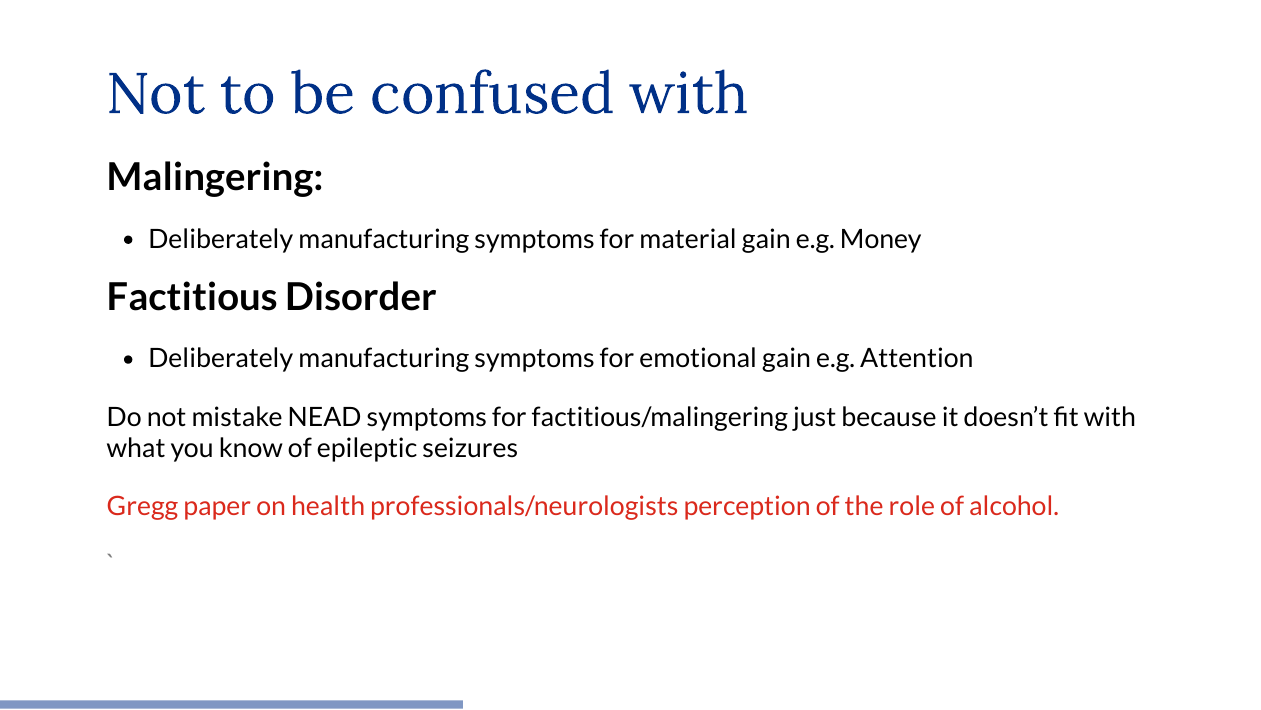 Not to be confused with
Malingering:
• Deliberately manufacturing symptoms for material gain e.g. Money
Factitious Disorder
• Deliberately manufacturing symptoms for emotional gain e.g. Attention
Do not mistake NEAD symptoms for factitious/malingering just because it doesn’t fit with
what you know of epileptic seizures
Gregg paper on health professionals/neurologists perception of the role of alcohol.
`